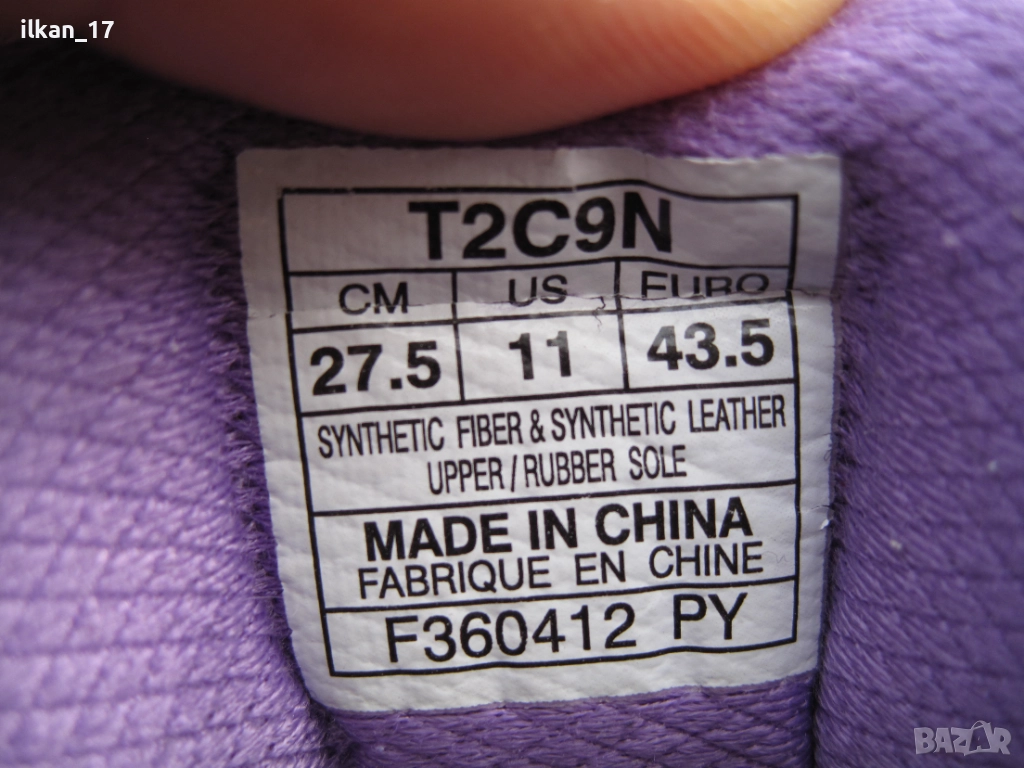 ilkan_17
T2C9N
CM US EURO
27.5 11 43.5
SYNTHETIC FIBER & SYNTHETIC LEATHER
UPPER / RUBBER SOLE
MADE IN CHINA
FABRIQUE EN CHINE
F360412 PY
BAZAR